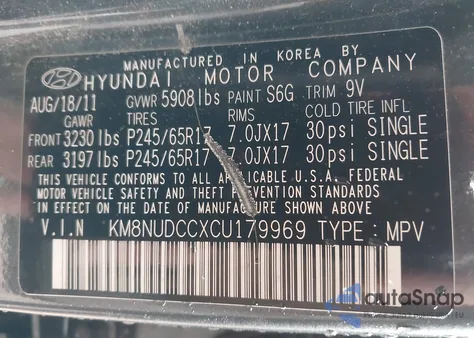 MANUFACTURED IN KOREA BY
HYUNDAI MOTOR COMPANY
AUG/18/11 GVWR 5908lbs PAINT S6G TRIM 9V
GAWR TIRES RIMS COLD TIRE INFL
FRONT 3230lbs P245/65R17 7.0JX17 30psi SINGLE
REAR 3197lbs P245/65R17 7.0JX17 30psi SINGLE
THIS VEHICLE CONFORMS TO ALL APPLICABLE U.S.A. FEDERAL
MOTOR VEHICLE SAFETY AND THEFT PREVENTION STANDARDS
IN EFFECT ON THE DATE OF MANUFACTURE SHOWN ABOVE
V.I.N KM8NUDCCXCU179969 TYPE : MPV
autoSnap